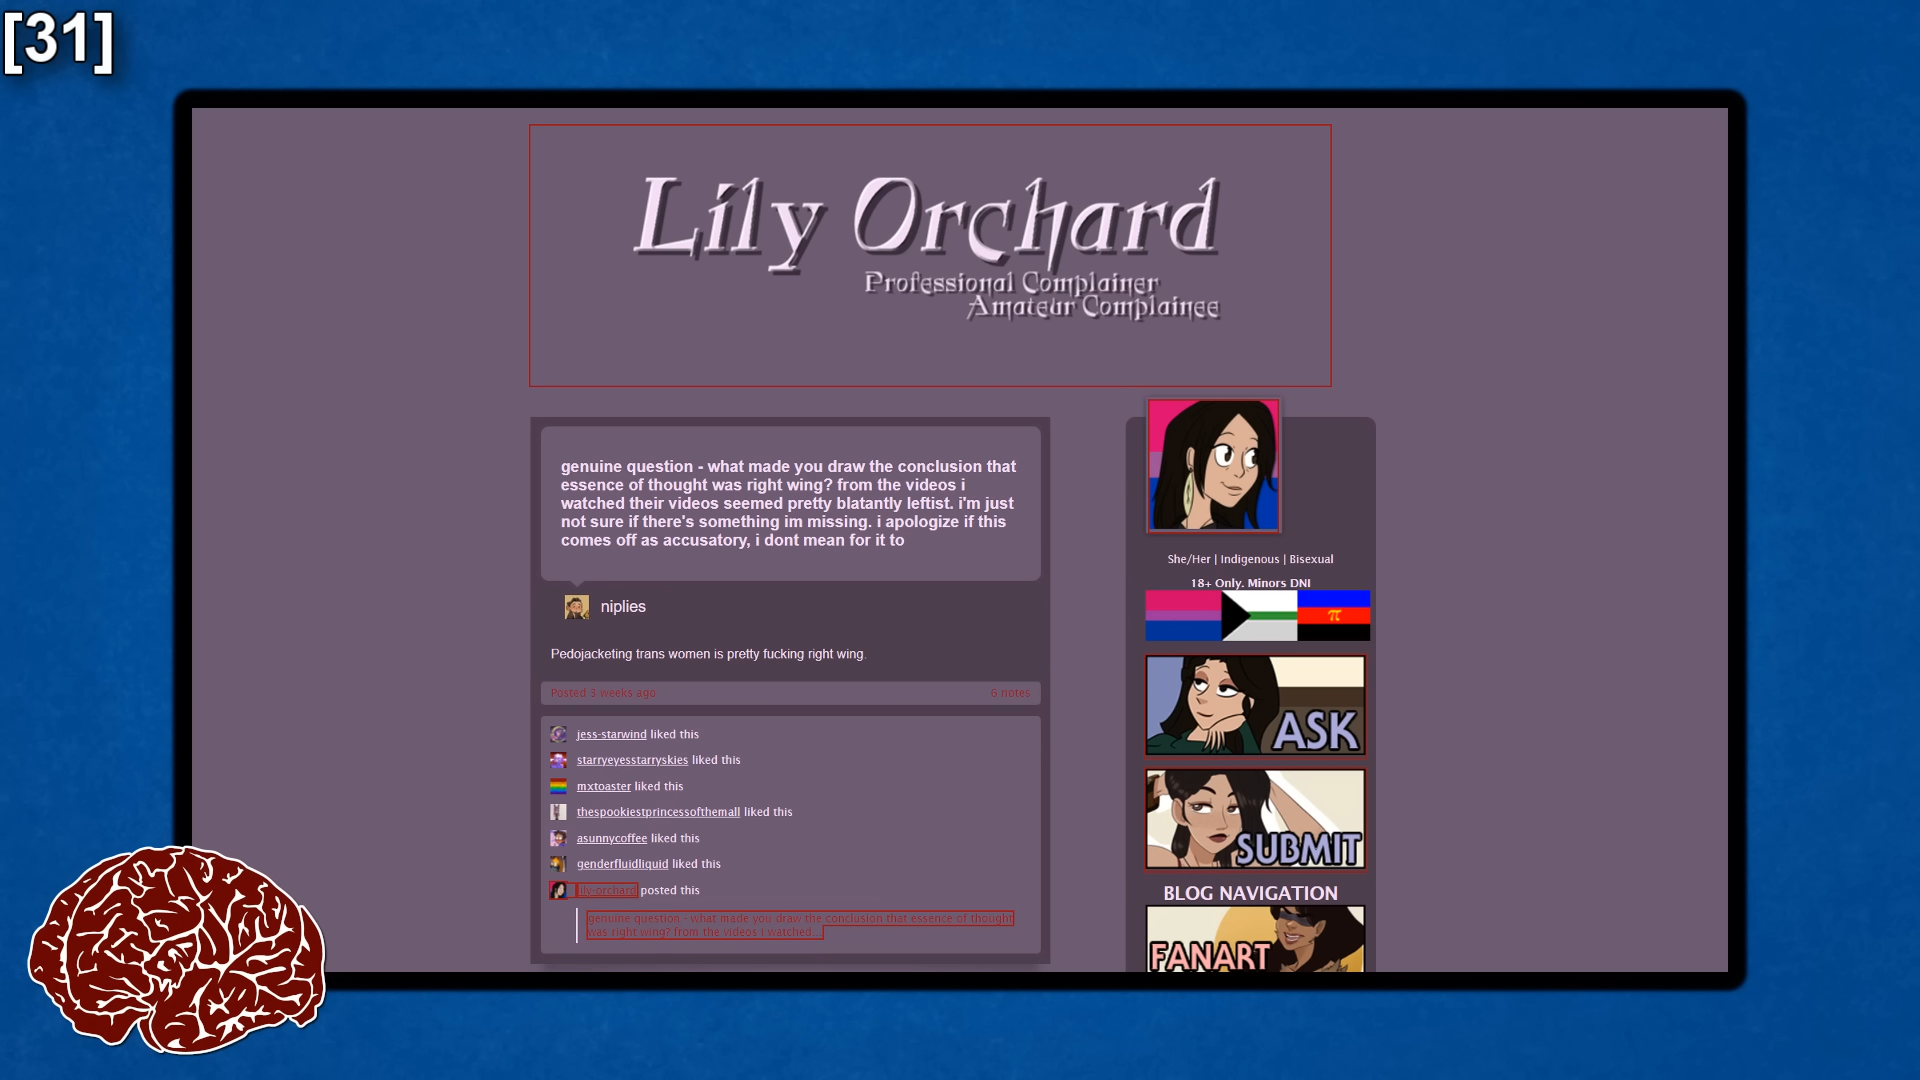 [31]
Lily Orchard
Professional Complainer
Amateur Complainee
genuine question - what made you draw the conclusion that
essence of thought was right wing? from the videos i
watched their videos seemed pretty blatantly leftist. i'm just
not sure if there's something im missing. i apologize if this
comes off as accusatory, i dont mean for it to
niplies
Pedojacketing trans women is pretty fucking right wing.
Posted 3 weeks ago 6 notes
jess-starwind liked this
starryeyesstarryskies liked this
mxtoaster liked this
thespookiestprincessofthemall liked this
asunnycoffee liked this
genderfluidliquid liked this
lily-orchard posted this
genuine question - what made you draw the conclusion that essence of thought
was right wing? from the videos i watched...
She/Her | Indigenous | Bisexual
18+ Only. Minors DNI
π
ASK
SUBMIT
BLOG NAVIGATION
FANART